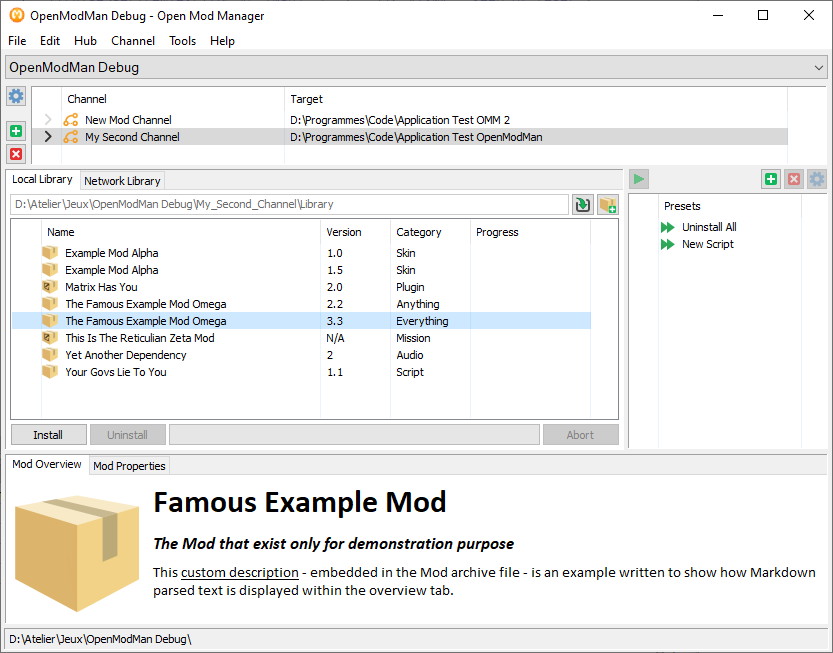 OpenModMan Debug - Open Mod Manager
File Edit Hub Channel Tools Help
OpenModMan Debug
Channel Target
New Mod Channel D:\Programmes\Code\Application Test OMM 2
My Second Channel D:\Programmes\Code\Application Test OpenModMan
Local Library Network Library
D:\Atelier\Jeux\OpenModMan Debug\My_Second_Channel\Library
Name Version Category Progress
Example Mod Alpha 1.0 Skin
Example Mod Alpha 1.5 Skin
Matrix Has You 2.0 Plugin
The Famous Example Mod Omega 2.2 Anything
The Famous Example Mod Omega 3.3 Everything
This Is The Reticulian Zeta Mod N/A Mission
Yet Another Dependency 2 Audio
Your Govs Lie To You 1.1 Script
Install Uninstall Abort
Presets
Uninstall All
New Script
Mod Overview Mod Properties
Famous Example Mod
The Mod that exist only for demonstration purpose
This custom description - embedded in the Mod archive file - is an example written to show how Markdown
parsed text is displayed within the overview tab.
D:\Atelier\Jeux\OpenModMan Debug\